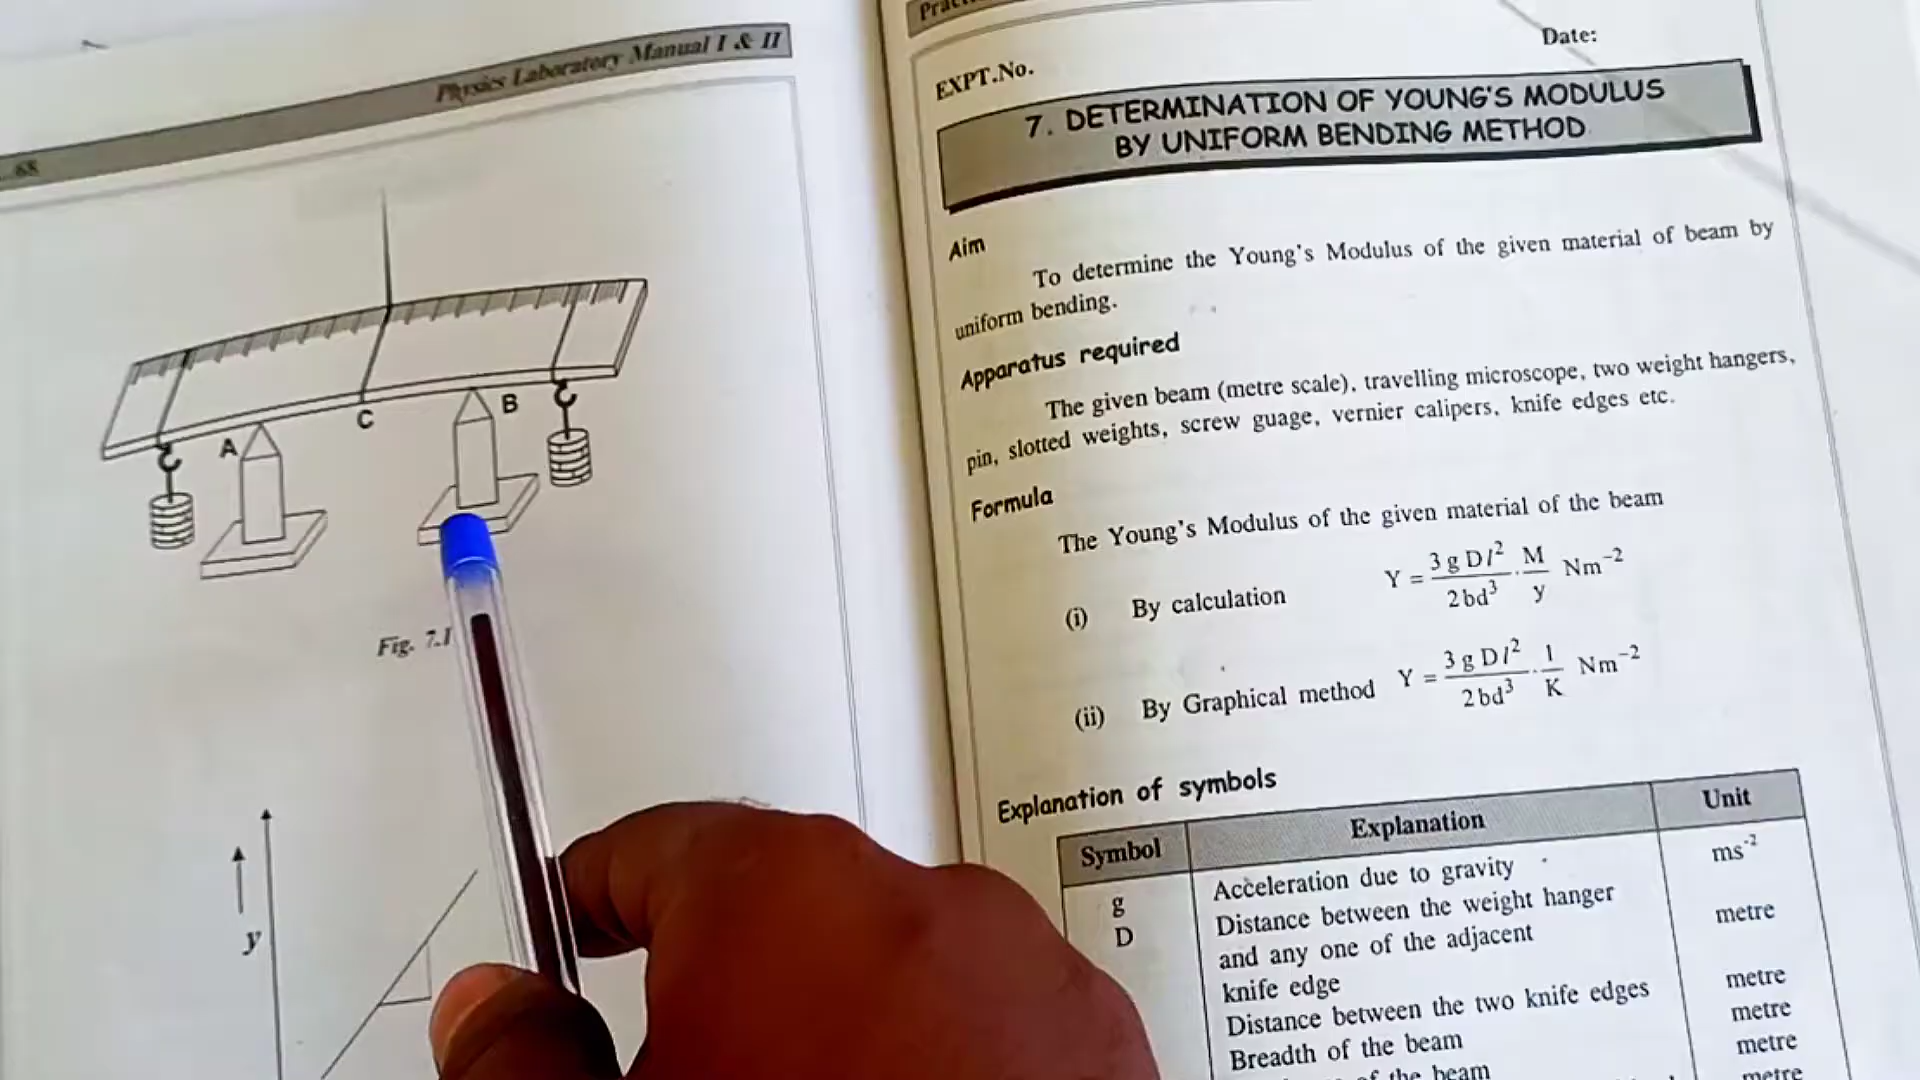 68
Physics Laboratory Manual I & II
A
C
B
Fig. 7.1
y
Date:
EXPT.No.
7. DETERMINATION OF YOUNG'S MODULUS
BY UNIFORM BENDING METHOD
Aim
To determine the Young's Modulus of the given material of beam by
uniform bending.
Apparatus required
The given beam (metre scale), travelling microscope, two weight hangers,
pin, slotted weights, screw guage, vernier calipers, knife edges etc.
Formula
The Young's Modulus of the given material of the beam
(i) By calculation Y = 3 g D l² / 2 bd³ . M / y Nm⁻²
(ii) By Graphical method Y = 3 g D l² / 2 bd³ . 1 / K Nm⁻²
Explanation of symbols
Symbol Explanation Unit
g Acceleration due to gravity ms⁻²
D Distance between the weight hanger metre
and any one of the adjacent
knife edge
Distance between the two knife edges metre
Breadth of the beam metre
of the beam metre
metre